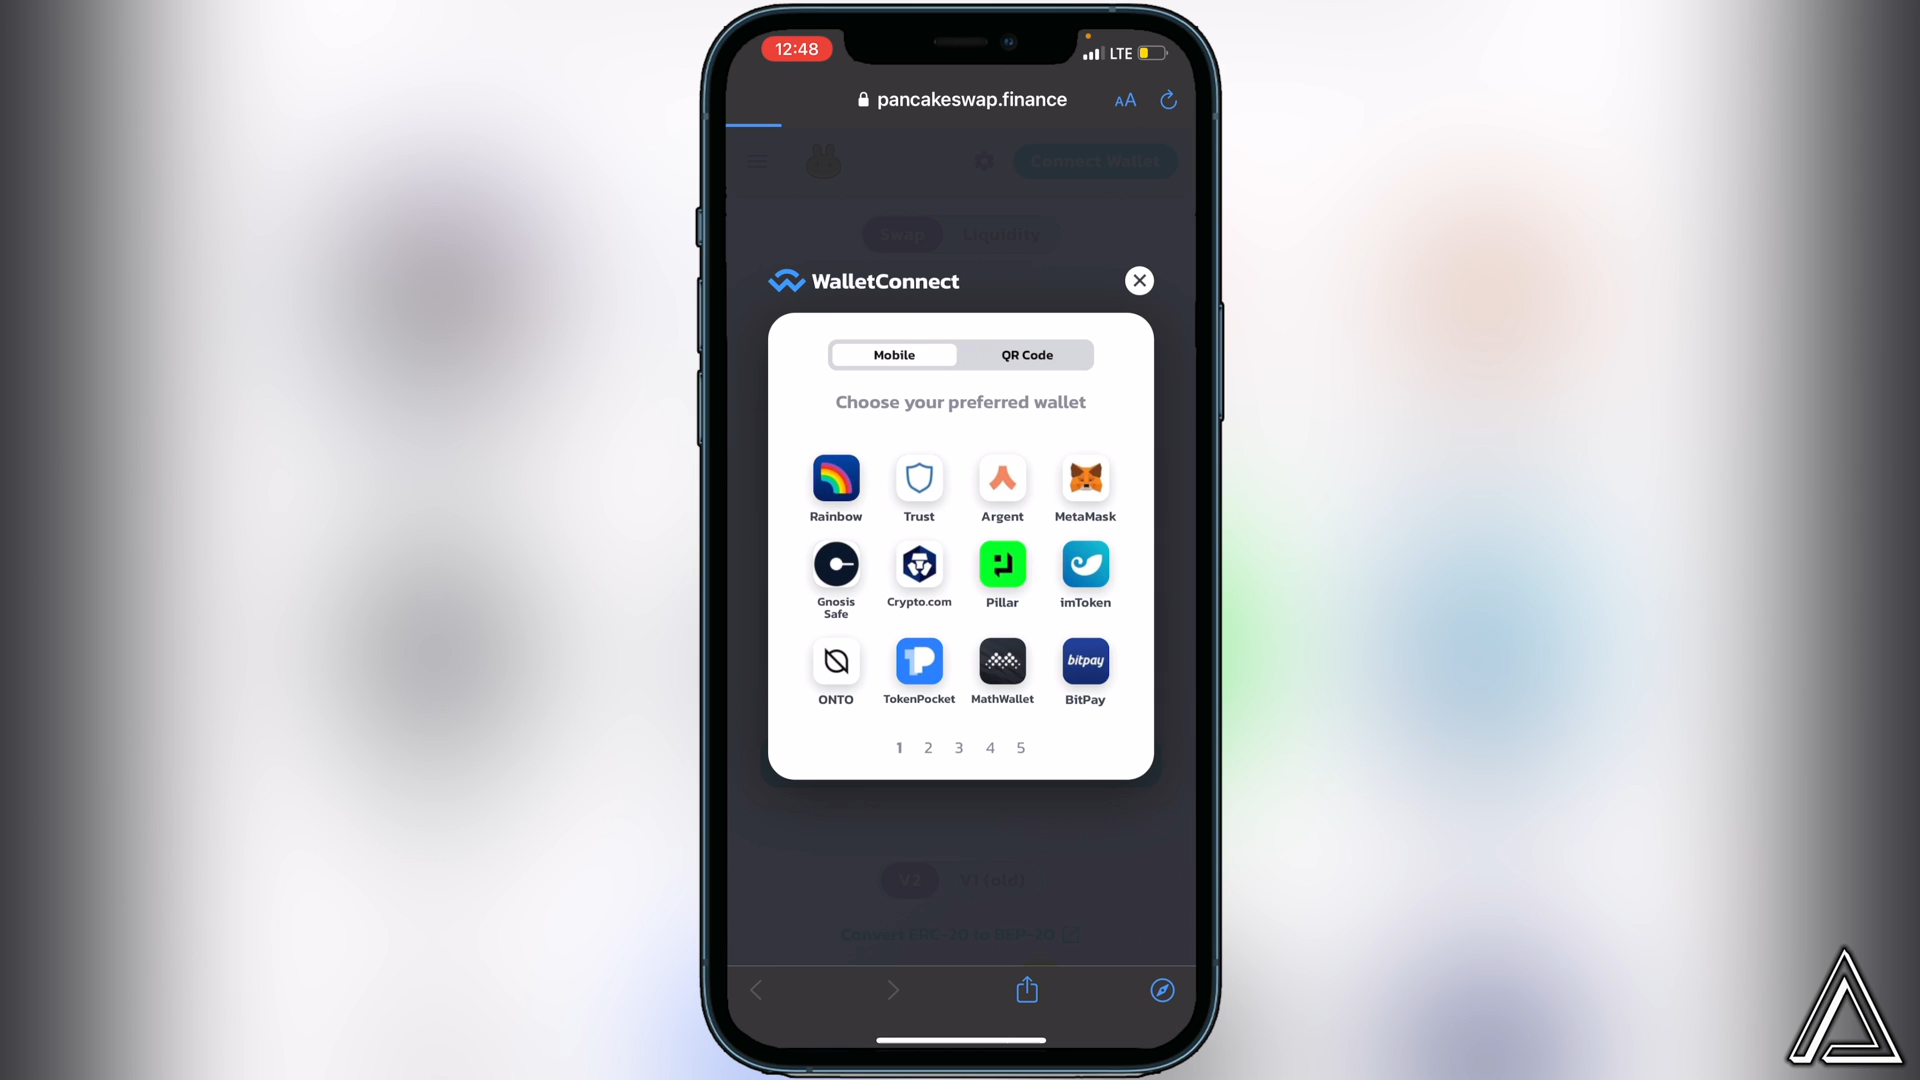 12:48
LTE
pancakeswap.finance
AA
Connect Wallet
Swap Liquidity
WalletConnect
Mobile QR Code
Choose your preferred wallet
Rainbow Trust Argent MetaMask
Gnosis Safe Crypto.com Pillar imToken
ONTO TokenPocket MathWallet bitpay BitPay
1 2 3 4 5
V2 V1 (old)
Convert ERC-20 to BEP-20